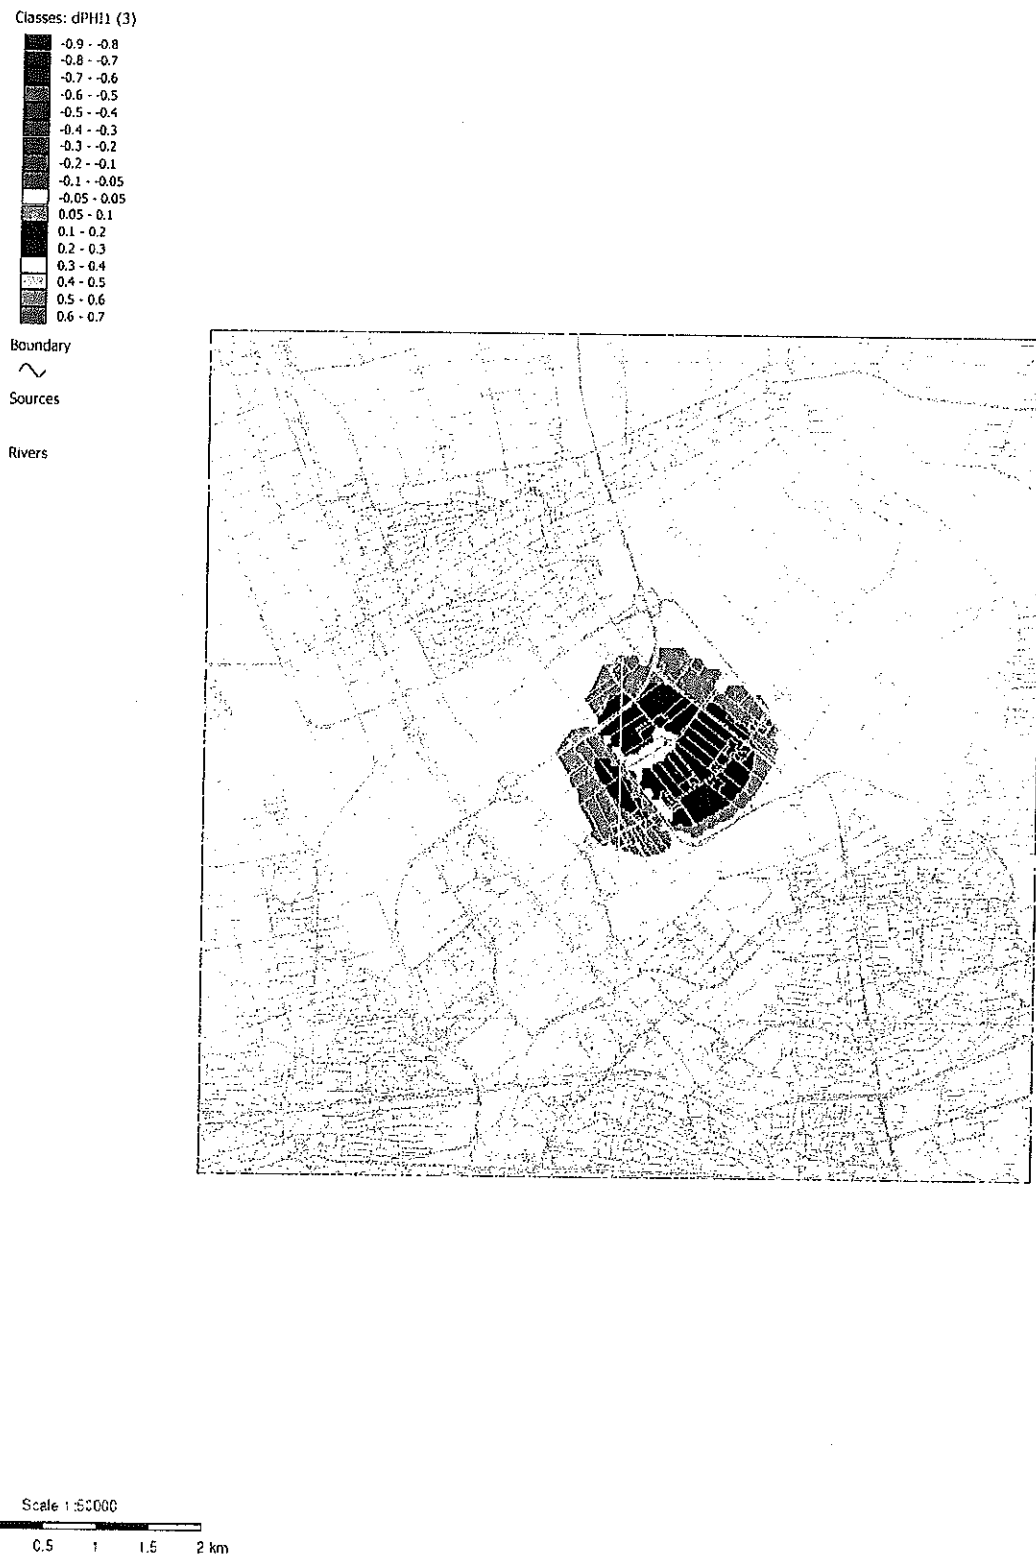 Classes: dPHI1 (3)
-0.9 - -0.8
-0.8 - -0.7
-0.7 - -0.6
-0.6 - -0.5
-0.5 - -0.4
-0.4 - -0.3
-0.3 - -0.2
-0.2 - -0.1
-0.1 - -0.05
-0.05 - 0.05
0.05 - 0.1
0.1 - 0.2
0.2 - 0.3
0.3 - 0.4
0.4 - 0.5
0.5 - 0.6
0.6 - 0.7
Boundary
Sources
Rivers
Scale 1:50000
0.5 1 1.5 2 km